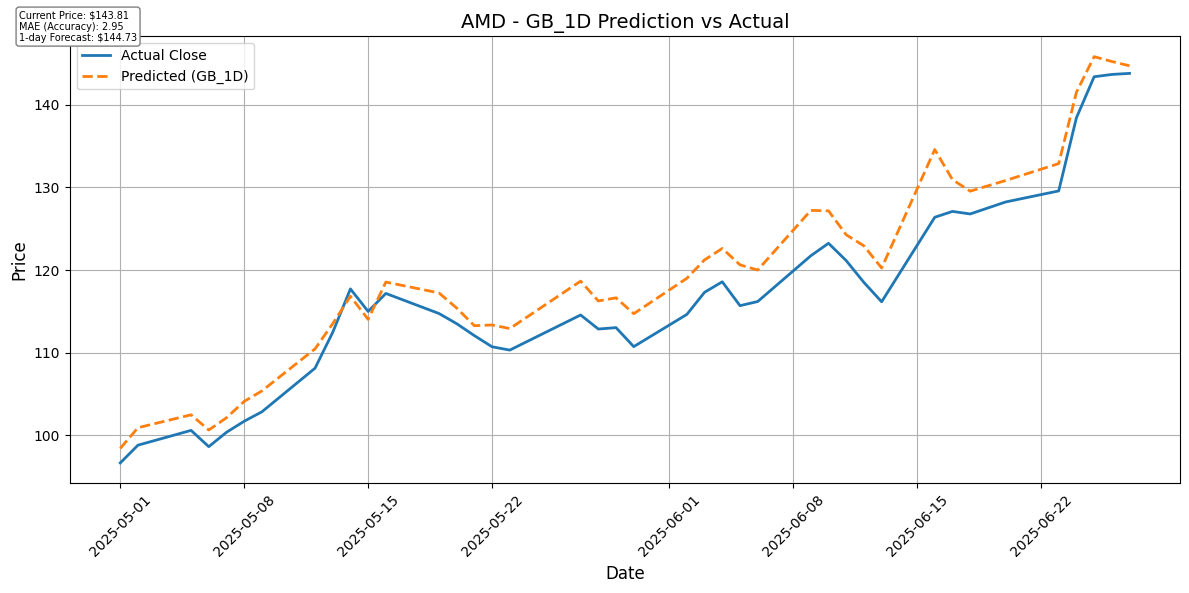 Current Price: $143.81
MAE (Accuracy): 2.95
1-day Forecast: $144.73
AMD - GB_1D Prediction vs Actual
Actual Close
Predicted (GB_1D)
Price
140
130
120
110
100
2025-05-01
2025-05-08
2025-05-15
2025-05-22
2025-06-01
2025-06-08
2025-06-15
2025-06-22
Date